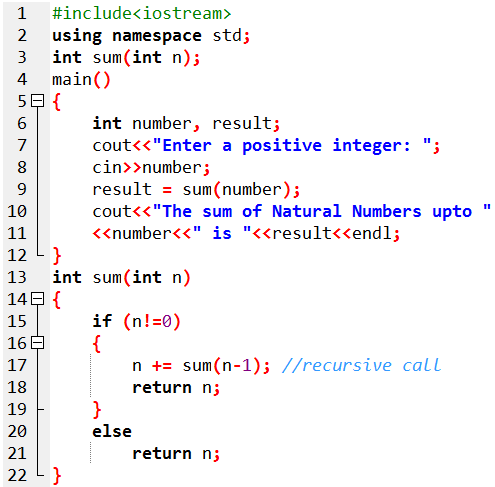 1 #include<iostream>
2 using namespace std;
3 int sum(int n);
4 main()
5 {
6 int number, result;
7 cout<<"Enter a positive integer: ";
8 cin>>number;
9 result = sum(number);
10 cout<<"The sum of Natural Numbers upto "
11 <<number<<" is "<<result<<endl;
12 }
13 int sum(int n)
14 {
15 if (n!=0)
16 {
17 n += sum(n-1); //recursive call
18 return n;
19 }
20 else
21 return n;
22 }